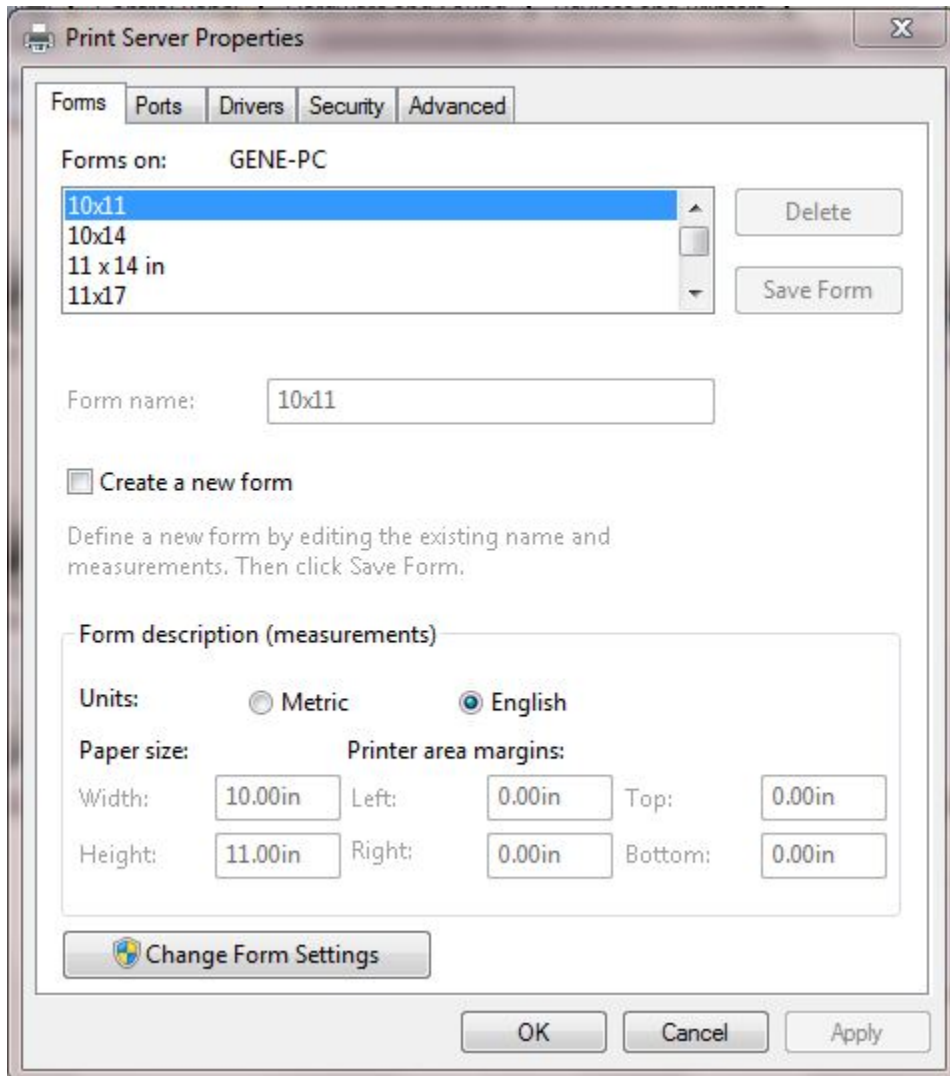 Print Server Properties
Forms Ports Drivers Security Advanced
Forms on: GENE-PC
10x11
10x14
11 x 14 in
11x17
Delete
Save Form
Form name: 10x11
Create a new form
Define a new form by editing the existing name and
measurements. Then click Save Form.
Form description (measurements)
Units: Metric English
Paper size: Printer area margins:
Width: 10.00in Left: 0.00in Top: 0.00in
Height: 11.00in Right: 0.00in Bottom: 0.00in
Change Form Settings
OK Cancel Apply